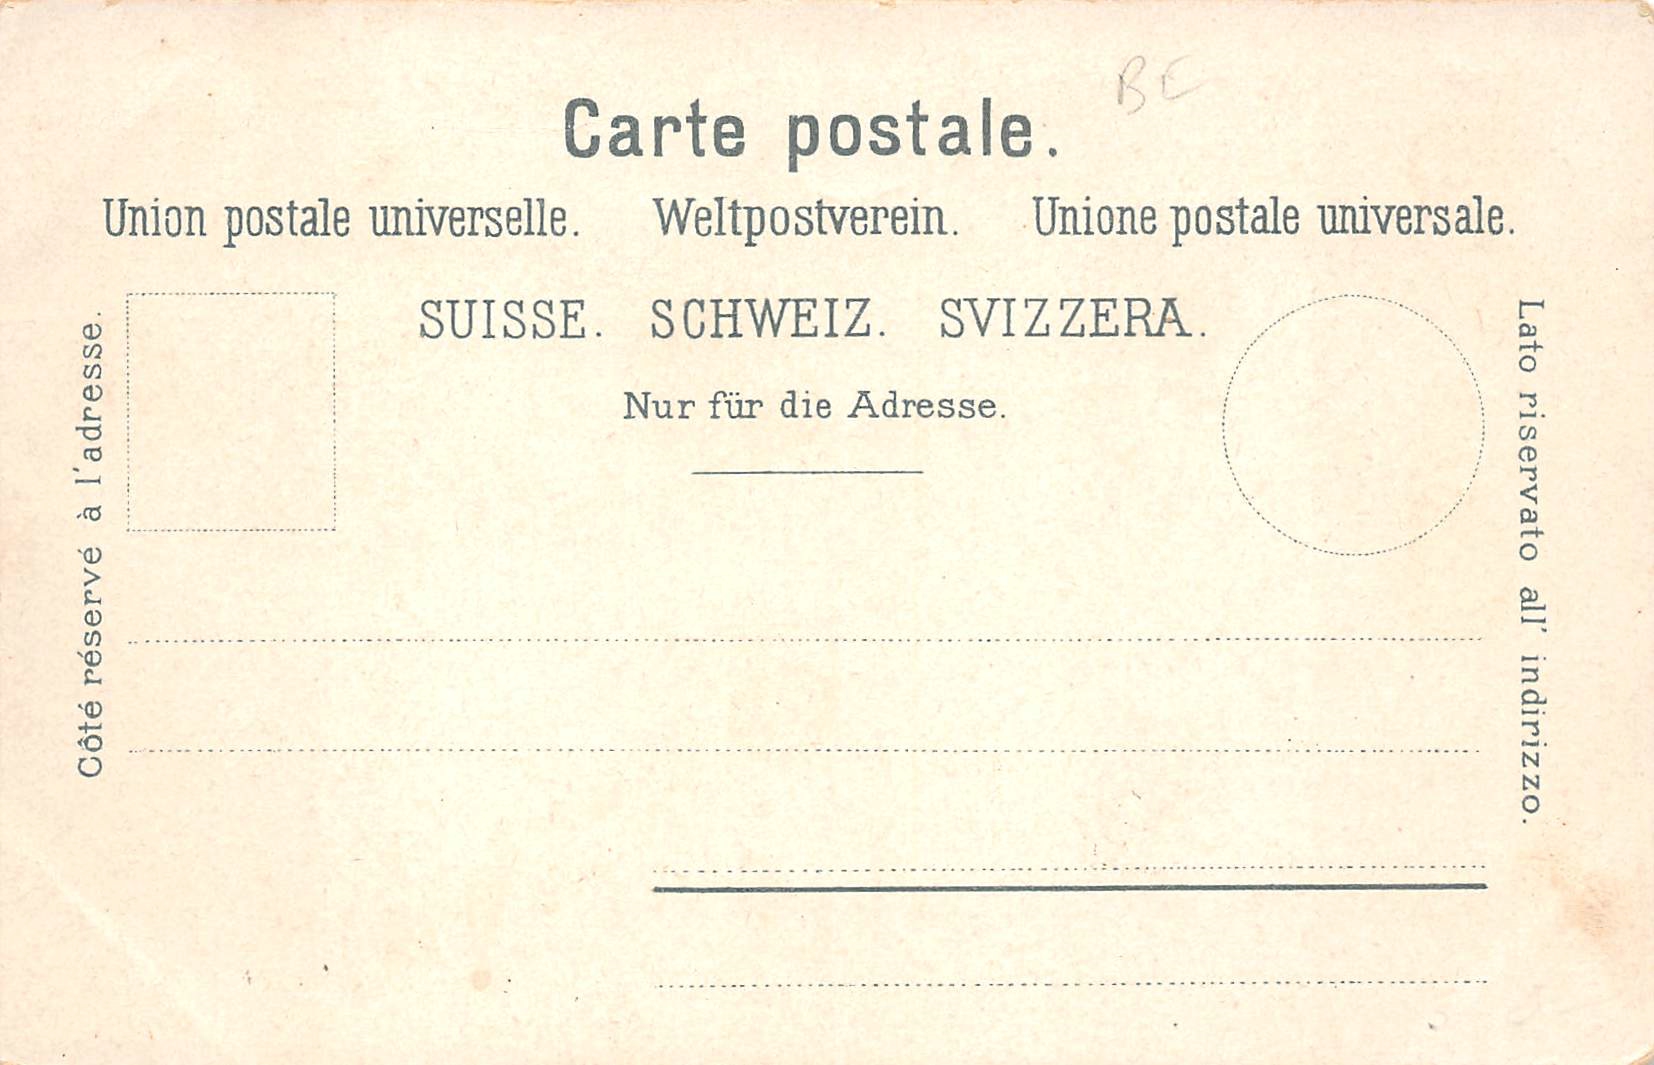 BE
Carte postale.
Union postale universelle. Weltpostverein. Unione postale universale.
SUISSE. SCHWEIZ. SVIZZERA.
Nur für die Adresse.
Côté réservé à l'adresse.
Lato riservato all' indirizzo.